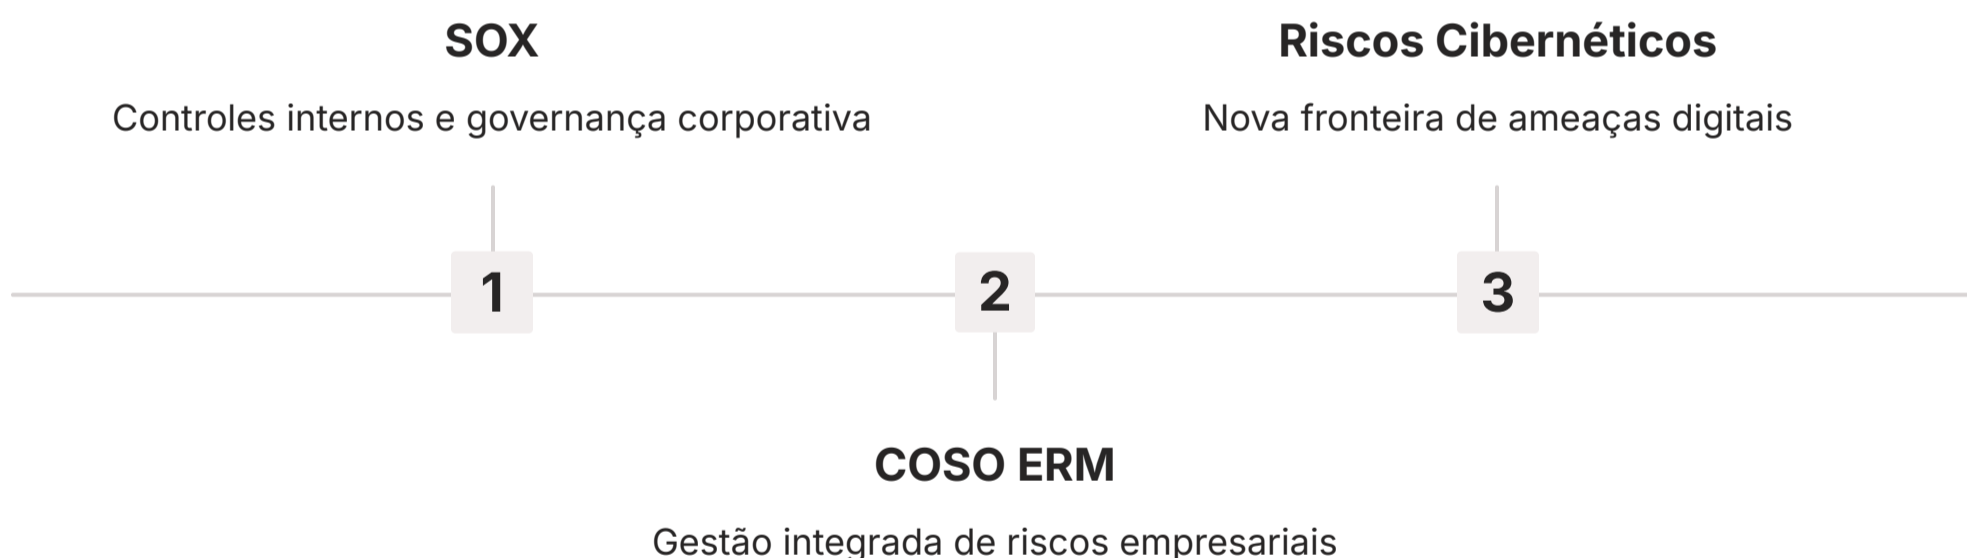 SOX
Controles internos e governança corporativa
Riscos Cibernéticos
Nova fronteira de ameaças digitais
1
2
3
COSO ERM
Gestão integrada de riscos empresariais